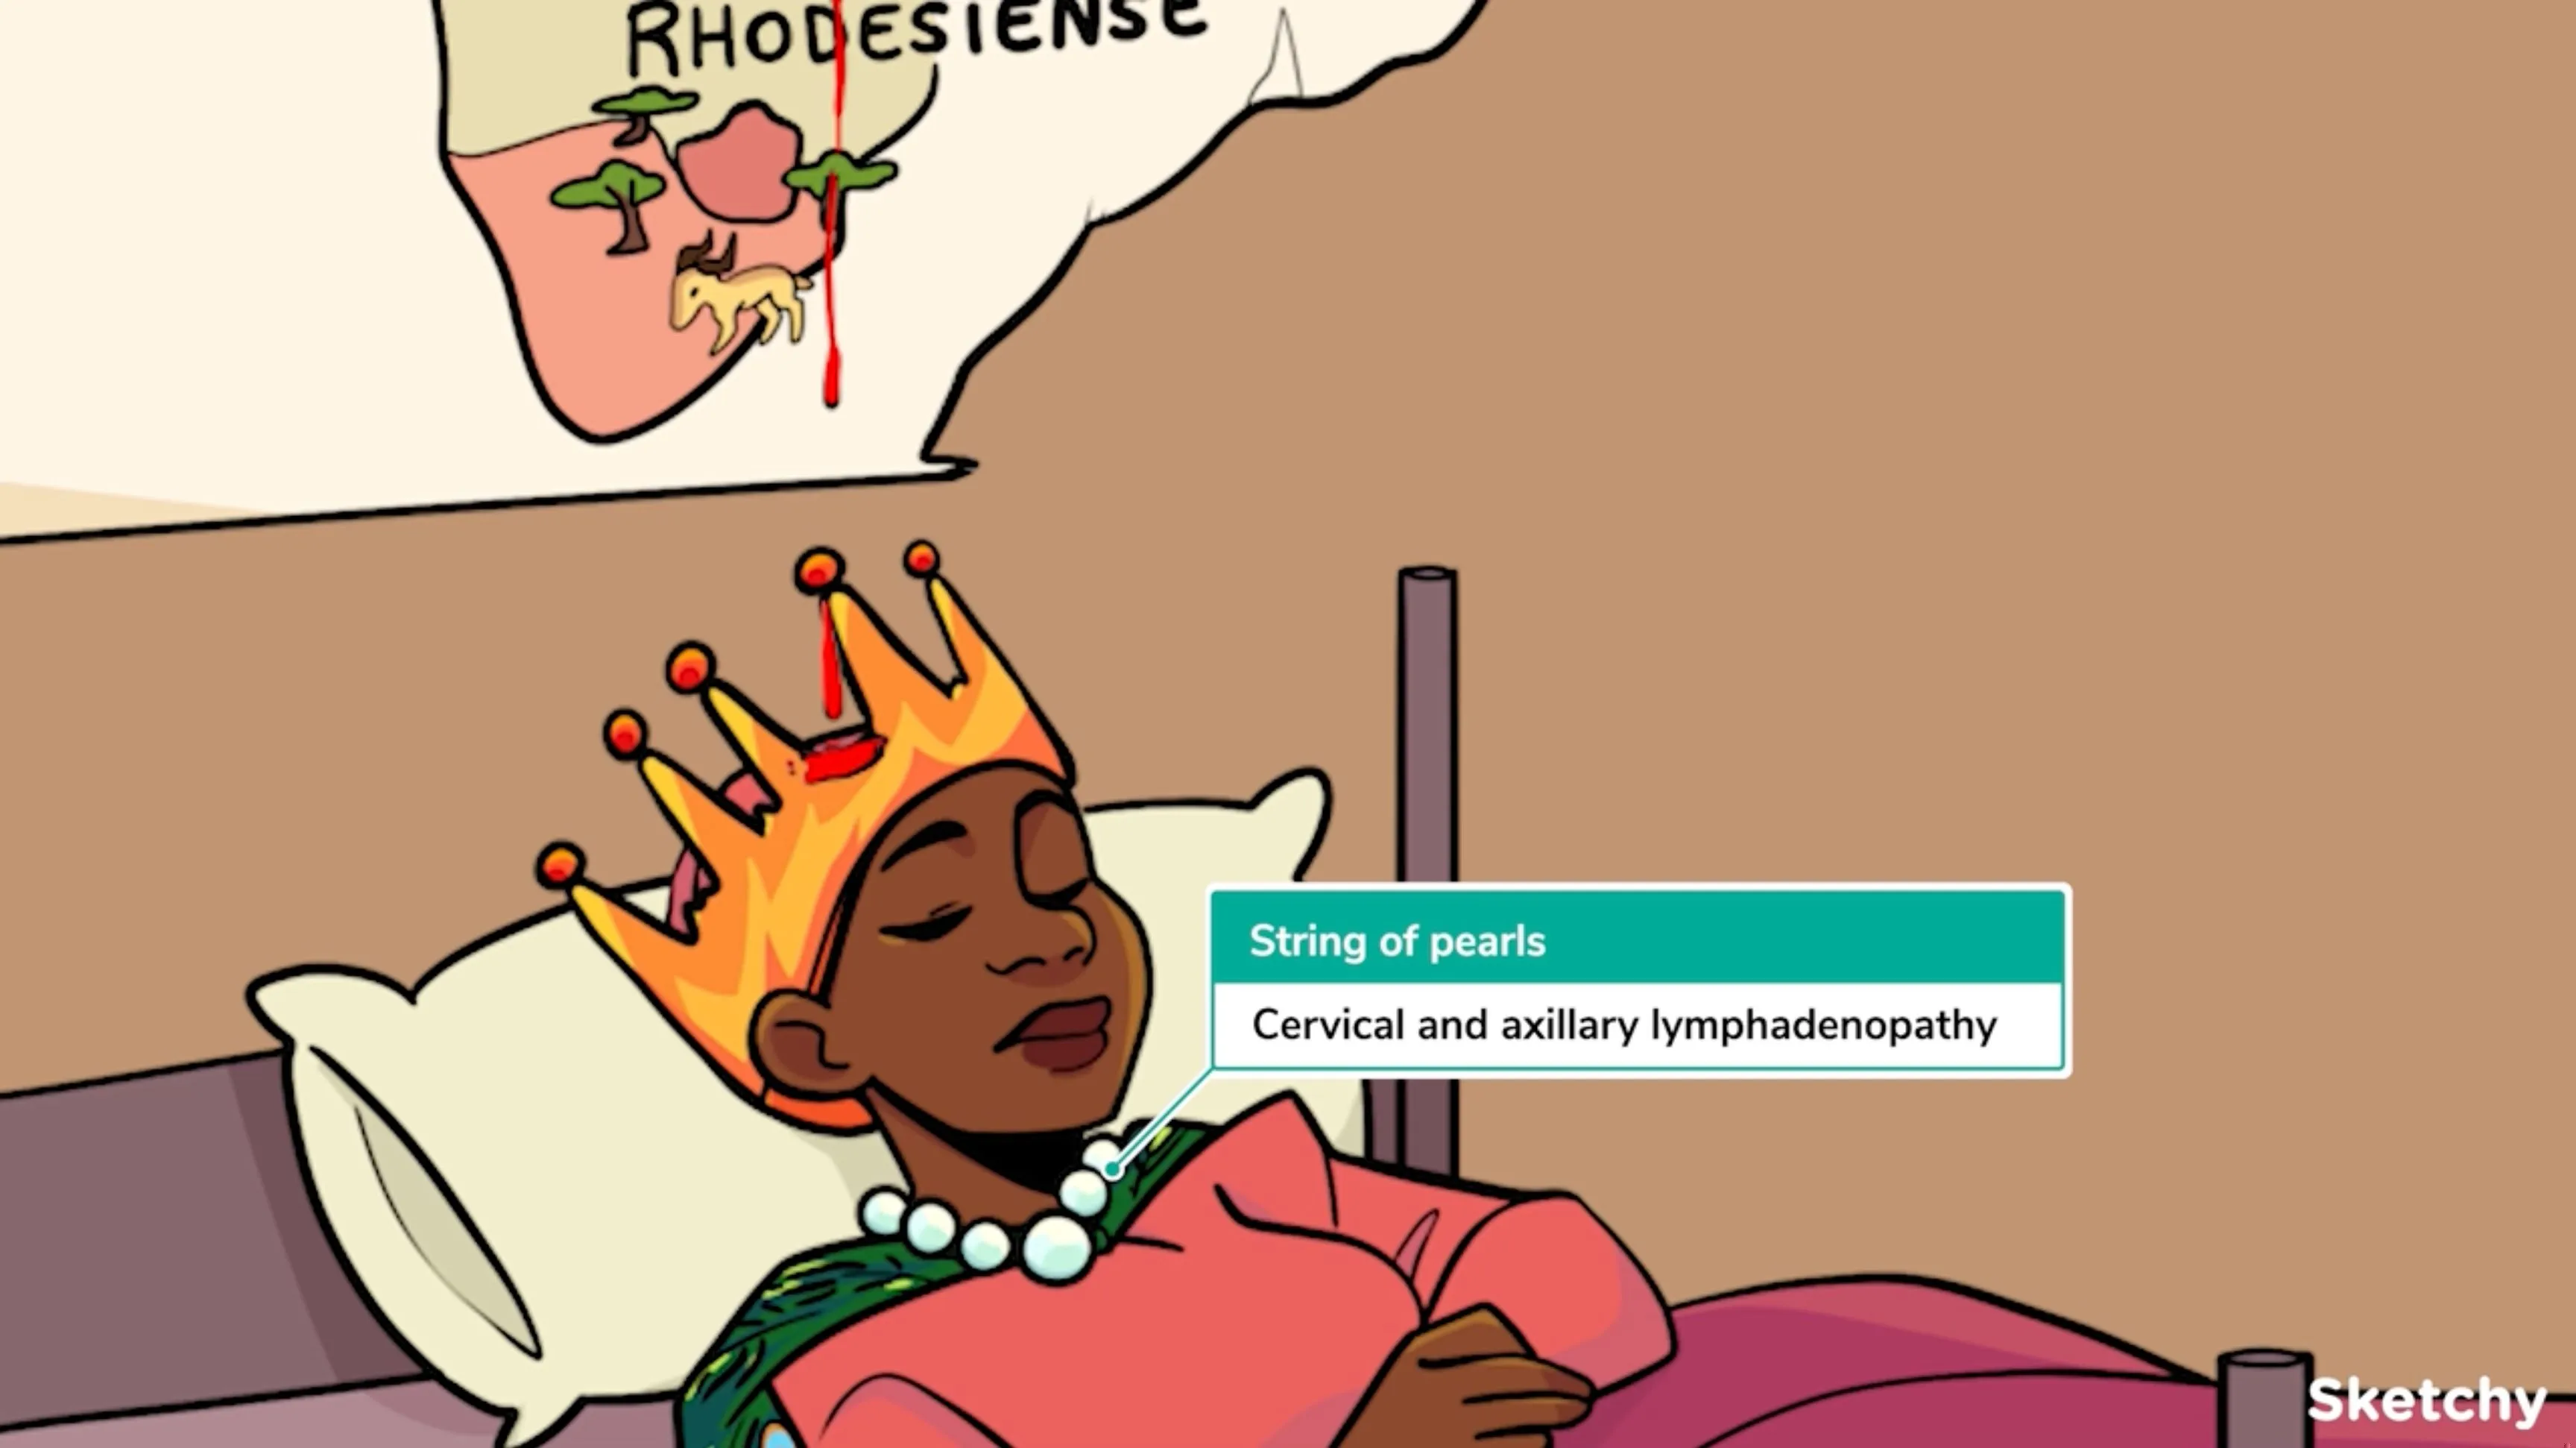 RHODESIENSE
String of pearls
Cervical and axillary lymphadenopathy
Sketchy